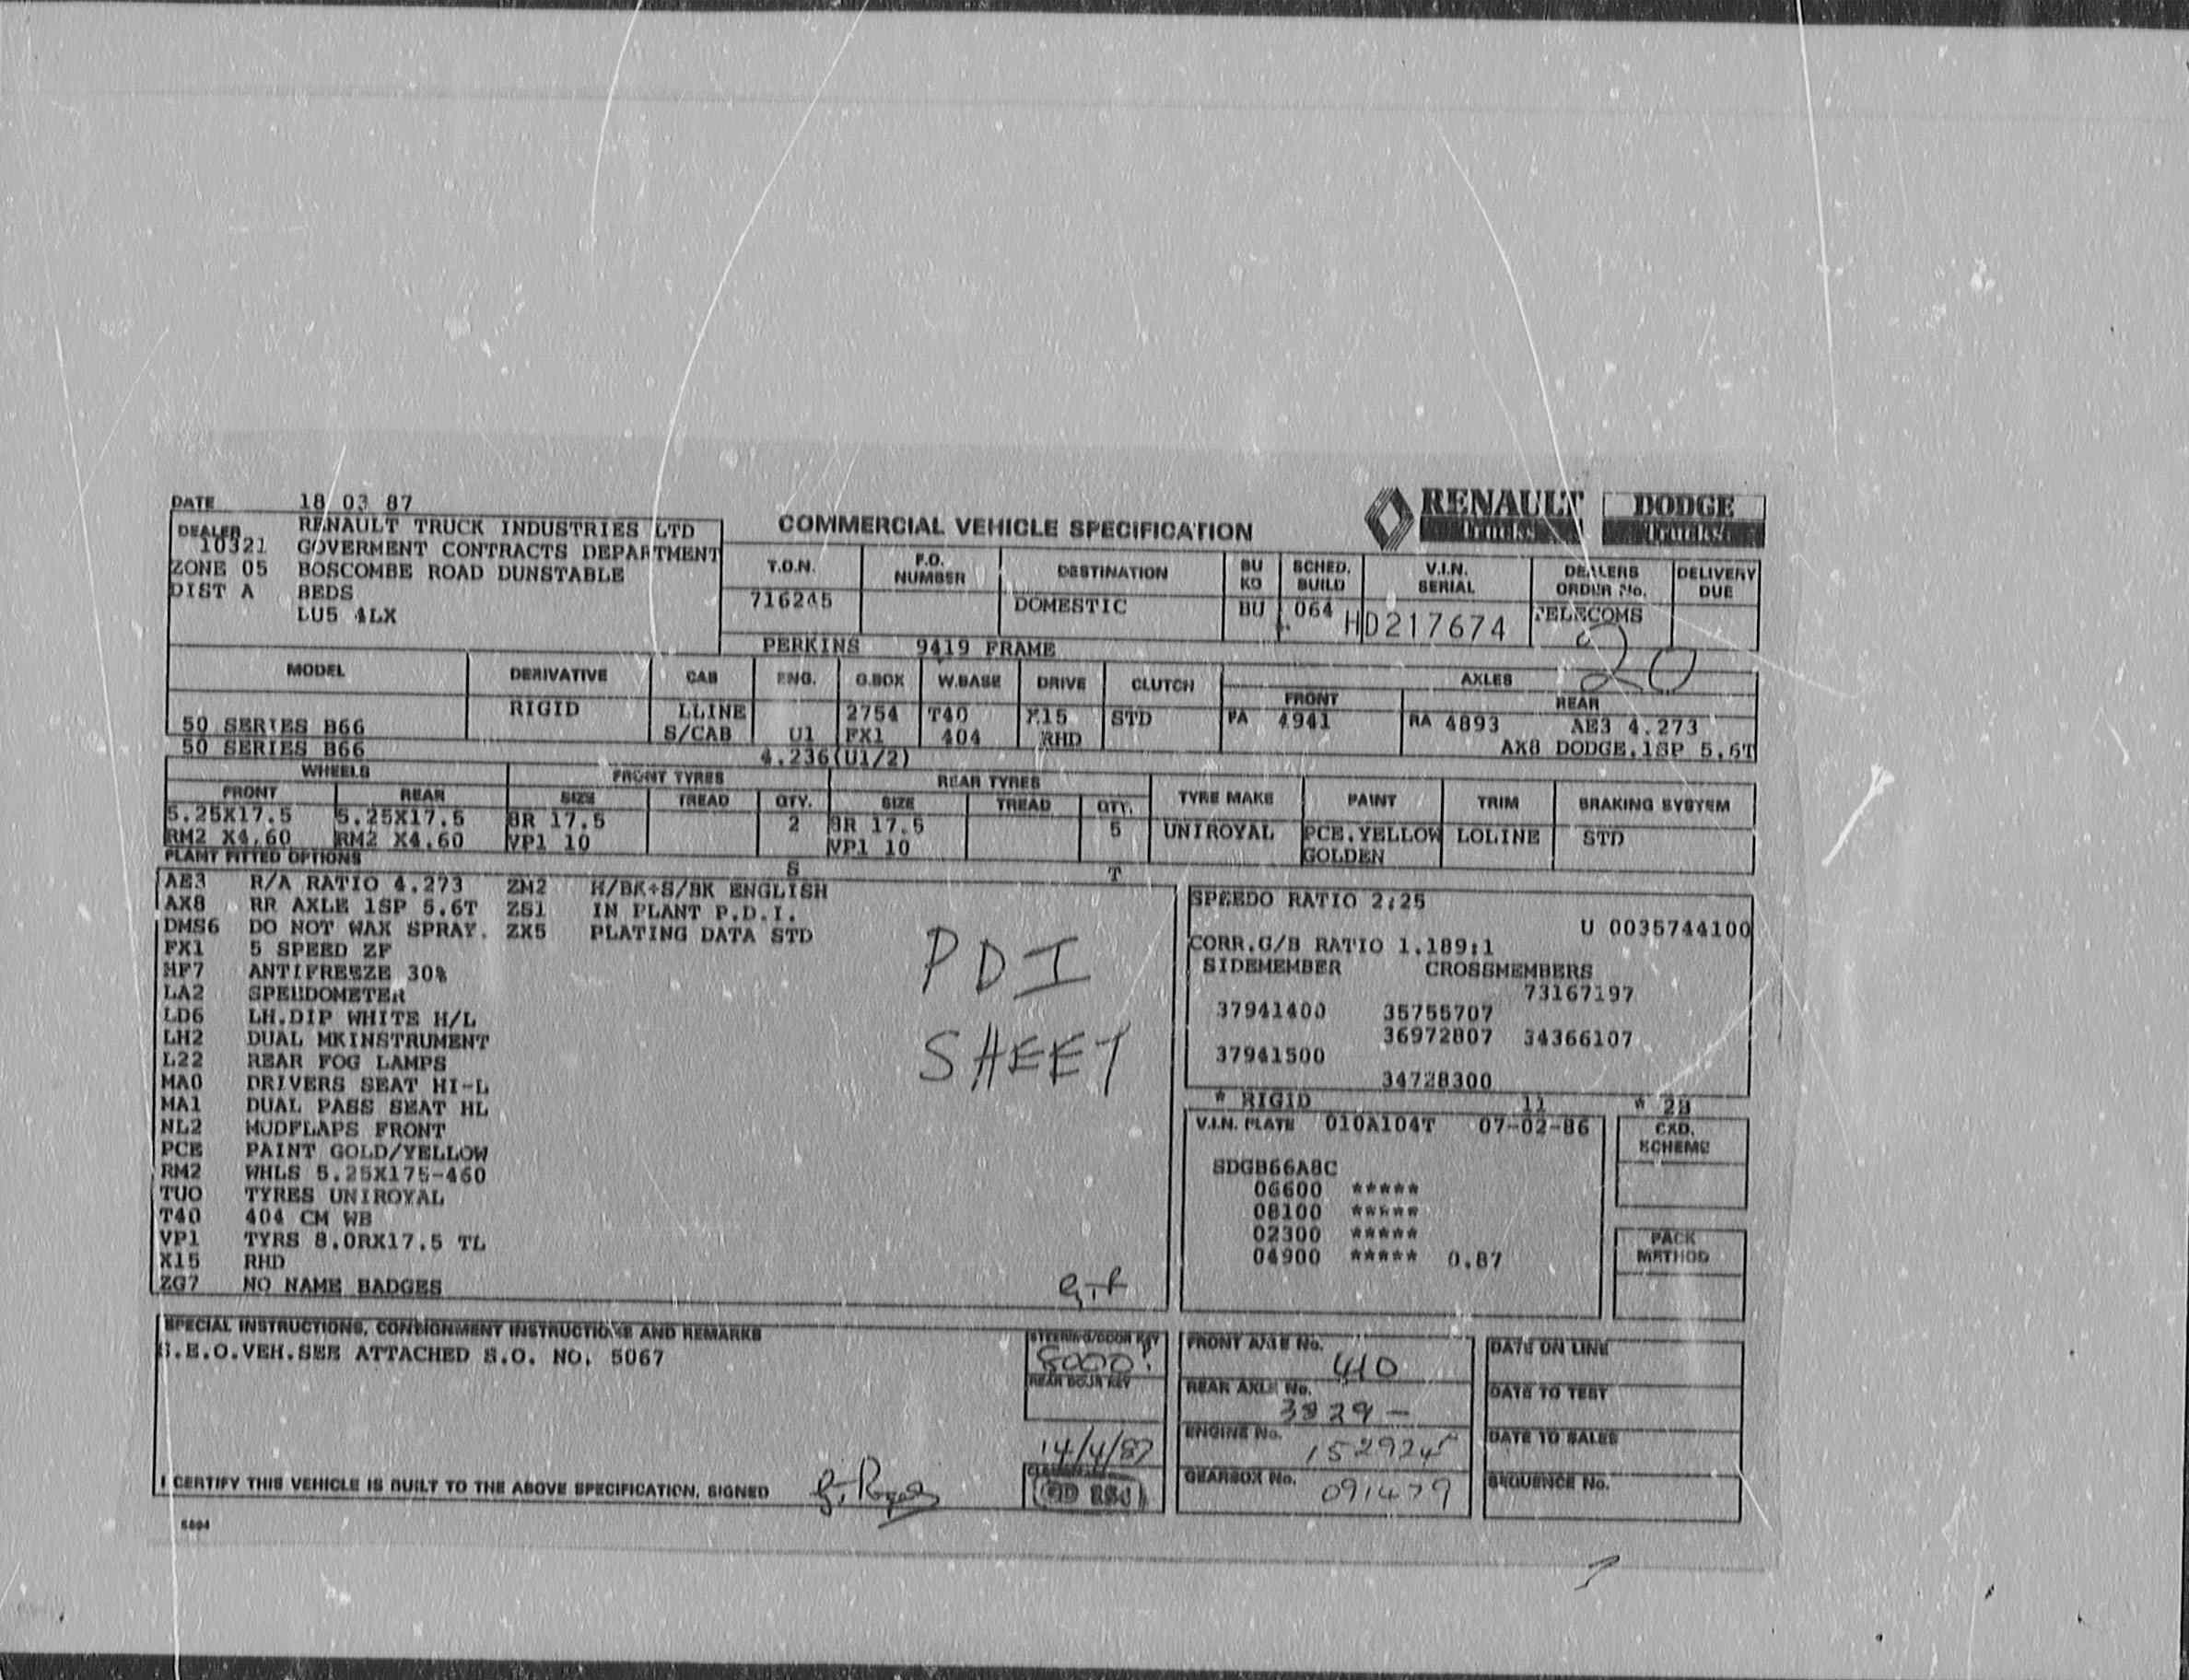 DATE 18 03 87
RENAULT Trucks DODGE Trucks
COMMERCIAL VEHICLE SPECIFICATION
DEALER RENAULT TRUCK INDUSTRIES LTD
10321 GOVERMENT CONTRACTS DEPARTMENT
ZONE 05 BOSCOMBE ROAD DUNSTABLE
DIST A BEDS
LU5 4LX
T.O.N. F.O. NUMBER DESTINATION BU KD SCHED. BUILD V.I.N. SERIAL DEALERS ORDER No. DELIVERY DUE
716245 DOMESTIC BU 064 HD217674 TELECOMS
20
PERKINS 9419 FRAME
MODEL DERIVATIVE CAB ENG. G.BOX W.BASE DRIVE CLUTCH AXLES
FRONT REAR
RIGID LLINE 2754 T40 X15 STD FA 4941 RA 4893 AE3 4.273
50 SERIES B66 S/CAB U1 FX1 404 RHD AX8 DODGE.1SP 5.6T
50 SERIES B66 4.236(U1/2)
WHEELS FRONT TYRES REAR TYRES TYRE MAKE PAINT TRIM BRAKING SYSTEM
FRONT REAR SIZE TREAD QTY. SIZE TREAD QTY.
5.25X17.5 5.25X17.5 8R 17.5 2 8R 17.5 5 UNIROYAL PCE.YELLOW LOLINE STD
RM2 X4.60 RM2 X4.60 VP1 10 VP1 10 GOLDEN
PLANT FITTED OPTIONS S T
AE3 R/A RATIO 4.273 ZM2 H/BK+S/BK ENGLISH
AX8 RR AXLE 1SP 5.6T ZS1 IN PLANT P.D.I.
DMS6 DO NOT WAX SPRAY. ZX5 PLATING DATA STD
FX1 5 SPEED ZF
HF7 ANTIFREEZE 30%
LA2 SPEEDOMETER
LD6 LH.DIP WHITE H/L
LH2 DUAL MKINSTRUMENT
L22 REAR FOG LAMPS
MA0 DRIVERS SEAT HI-L
MA1 DUAL PASS SEAT HL
NL2 MUDFLAPS FRONT
PCE PAINT GOLD/YELLOW
RM2 WHLS 5.25X175-460
TUO TYRES UNIROYAL
T40 404 CM WB
VP1 TYRS 8.0RX17.5 TL
X15 RHD
ZG7 NO NAME BADGES
PDI
SHEET
SPEEDO RATIO 2:25
U 0035744100
CORR.G/B RATIO 1.189:1
SIDEMEMBER CROSSMEMBERS
73167197
37941400 35755707
36972807 34366107
37941500
34728300
* RIGID 11 * 2B
V.I.N. PLATE 010A104T 07-02-86
SDGB66A8C
06600 *****
08100 *****
02300 *****
04900 ***** 0.87
CKD. SCHEME
PACK METHOD
SPECIAL INSTRUCTIONS, CONSIGNMENT INSTRUCTIONS AND REMARKS
S.E.O.VEH.SEE ATTACHED S.O. NO. 5067
STEERING/DOOR KEY
REAR DOOR KEY
14/4/87
FRONT AXLE No. 410
REAR AXLE No. 3829 -
ENGINE No. 152924
GEARBOX No. 091479
DATE ON LINE
DATE TO TEST
DATE TO SALES
SEQUENCE No.
I CERTIFY THIS VEHICLE IS BUILT TO THE ABOVE SPECIFICATION. SIGNED